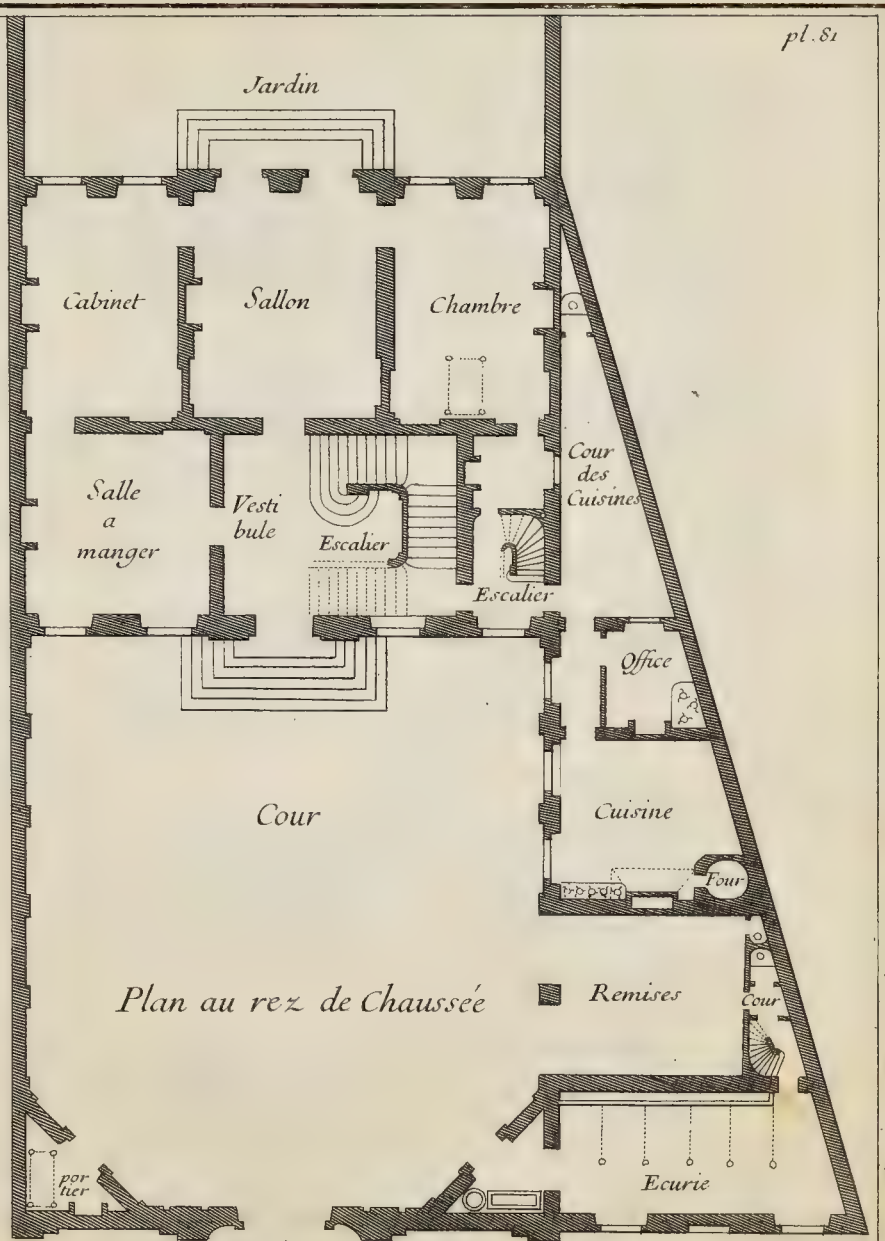 pl. 81
Jardin
Cabinet
Sallon
Chambre
Salle
a
manger
Vesti
bule
Escalier
Escalier
Cour
des
Cuisines
Office
Cour
Cuisine
Four
Plan au rez de Chaussée
Remises
Cour
por
tier
Ecurie